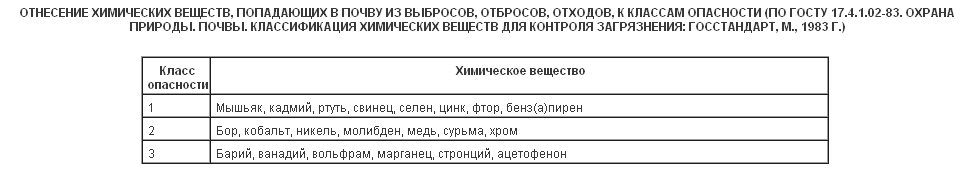 ОТНЕСЕНИЕ ХИМИЧЕСКИХ ВЕЩЕСТВ, ПОПАДАЮЩИХ В ПОЧВУ ИЗ ВЫБРОСОВ, ОТБРОСОВ, ОТХОДОВ, К КЛАССАМ ОПАСНОСТИ (ПО ГОСТУ 17.4.1.02-83. ОХРАНА
ПРИРОДЫ. ПОЧВЫ. КЛАССИФИКАЦИЯ ХИМИЧЕСКИХ ВЕЩЕСТВ ДЛЯ КОНТРОЛЯ ЗАГРЯЗНЕНИЯ: ГОССТАНДАРТ, М., 1983 Г.)
Класс
опасности
Химическое вещество
1 Мышьяк, кадмий, ртуть, свинец, селен, цинк, фтор, бенз(а)пирен
2 Бор, кобальт, никель, молибден, медь, сурьма, хром
3 Барий, ванадий, вольфрам, марганец, стронций, ацетофенон